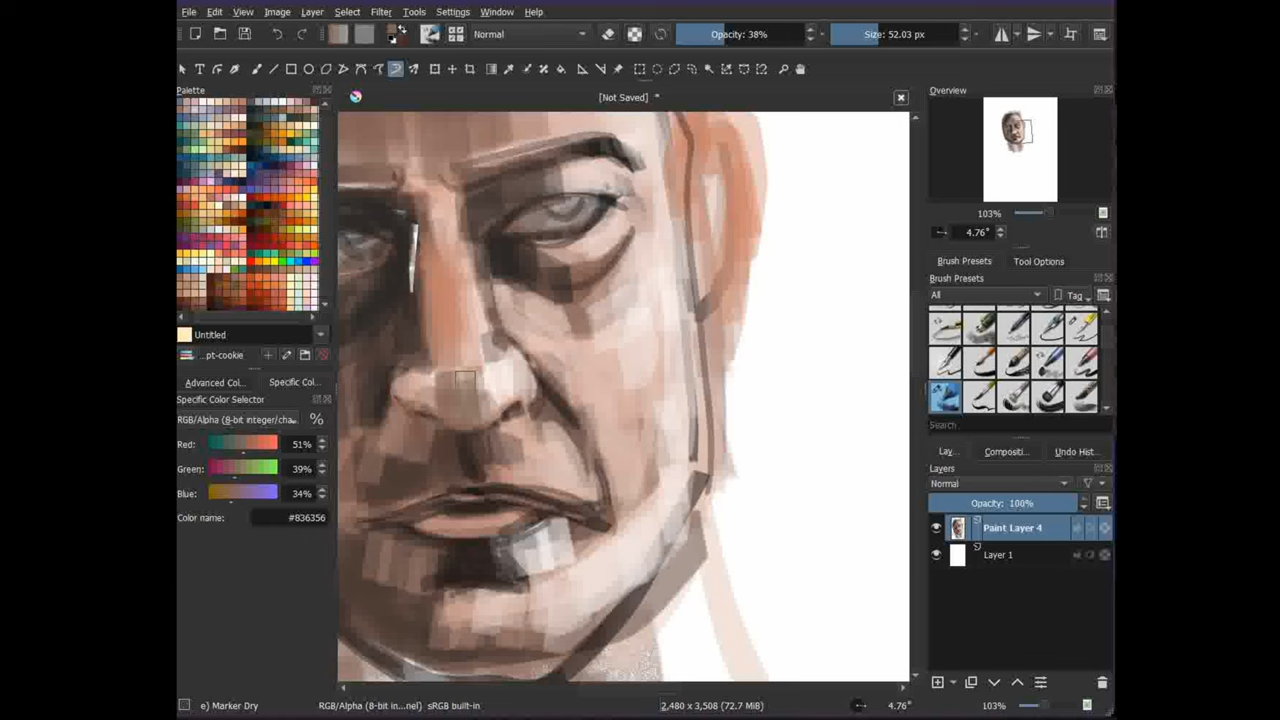 File Edit View Image Layer Select Filter Tools Settings Window Help
Normal
Opacity: 38%
Size: 52.03 px
Palette
[Not Saved] *
Overview
103%
4.76°
Brush Presets Tool Options
Brush Presets
All
Tag
Search
Untitled
...pt-cookie
Advanced Col... Specific Col...
Specific Color Selector
RGB/Alpha (8-bit integer/cha... %
Red: 51%
Green: 39%
Blue: 34%
Color name: #836356
Lay... Compositi... Undo Hist...
Layers
Normal
Opacity: 100%
Paint Layer 4
Layer 1
e) Marker Dry
RGB/Alpha (8-bit in...nel) sRGB built-in
2,480 x 3,508 (72.7 MiB)
4.76°
103%